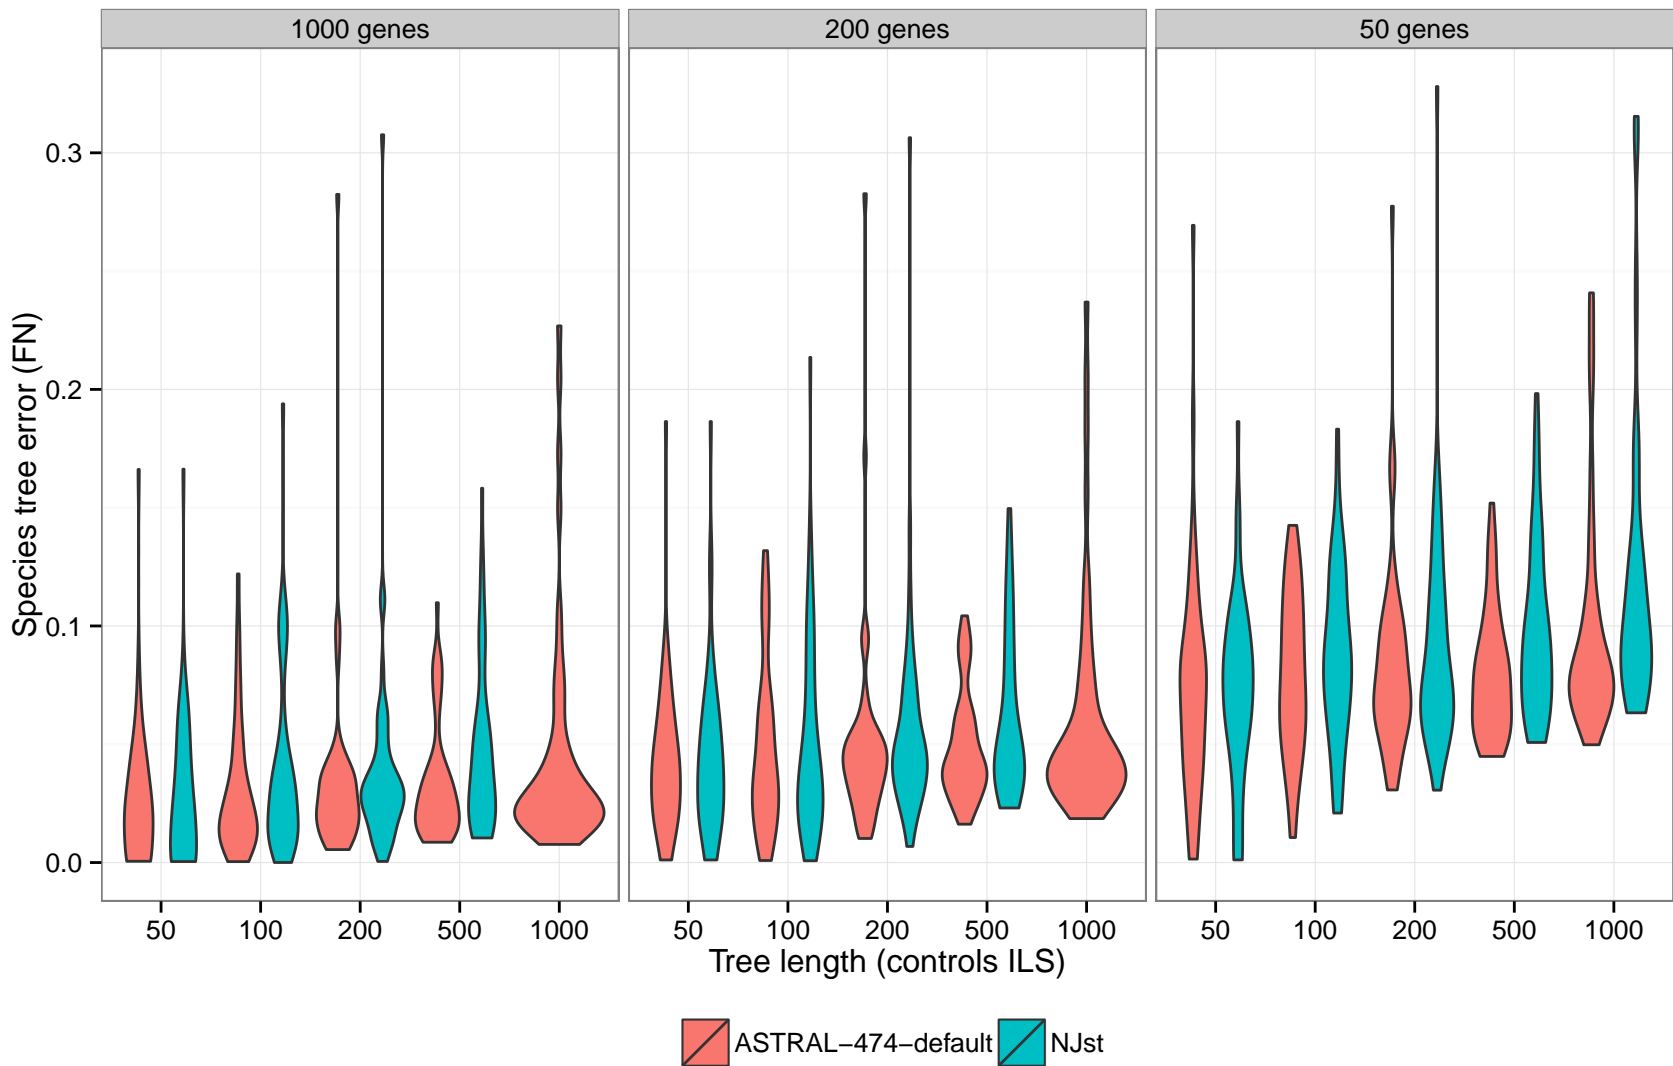 1000 genes
200 genes
50 genes
Species tree error (FN)
0.3
0.2
0.1
0.0
50 100 200 500 1000
50 100 200 500 1000
50 100 200 500 1000
Tree length (controls ILS)
ASTRAL−474−default
NJst